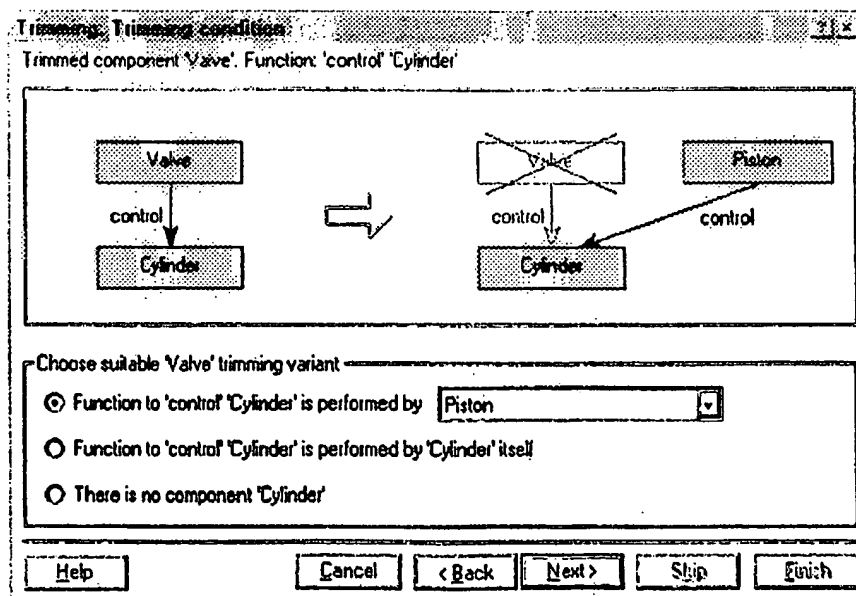 Trimming. Trimming condition
Trimmed component 'Valve'. Function: 'control' 'Cylinder'
Valve
control
Cylinder
Valve
Piston
control
control
Cylinder
Choose suitable 'Valve' trimming variant
Function to 'control' 'Cylinder' is performed by Piston
Function to 'control' 'Cylinder' is performed by 'Cylinder' itself
There is no component 'Cylinder'
Help Cancel < Back Next > Skip Finish